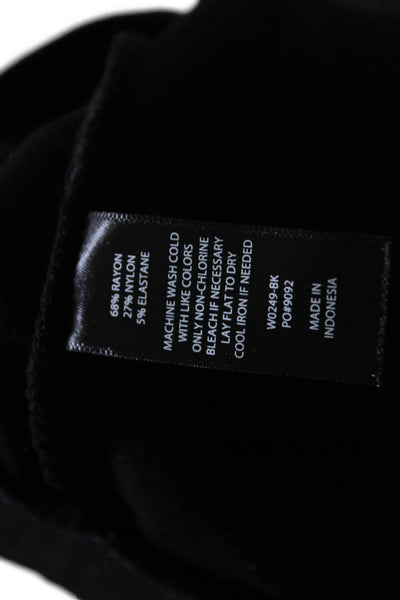 68% RAYON
27% NYLON
5% ELASTANE
MACHINE WASH COLD
WITH LIKE COLORS
ONLY NON-CHLORINE
BLEACH IF NECESSARY
LAY FLAT TO DRY
COOL IRON IF NEEDED
W0249-BK
PO#9092
MADE IN
INDONESIA